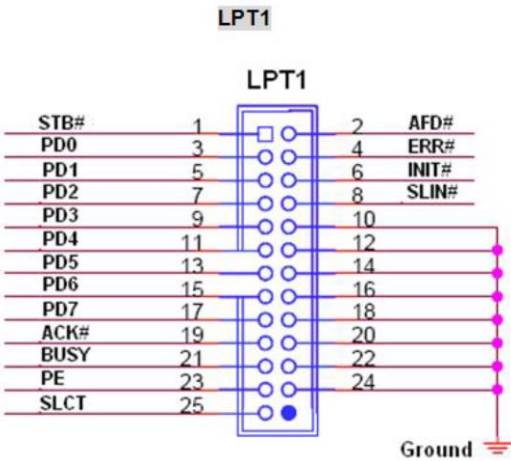 LPT1
LPT1
STB# 1 2 AFD#
PD0 3 4 ERR#
PD1 5 6 INIT#
PD2 7 8 SLIN#
PD3 9 10
PD4 11 12
PD5 13 14
PD6 15 16
PD7 17 18
ACK# 19 20
BUSY 21 22
PE 23 24
SLCT 25
Ground